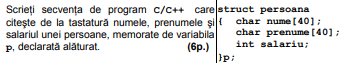 Scrieți secvența de program C/C++ care
citește de la tastatură numele, prenumele și
salariul unei persoane, memorate de variabila
p, declarată alăturat. (6p.)
struct persoana
{ char nume[40];
char prenume[40];
int salariu;
}p;